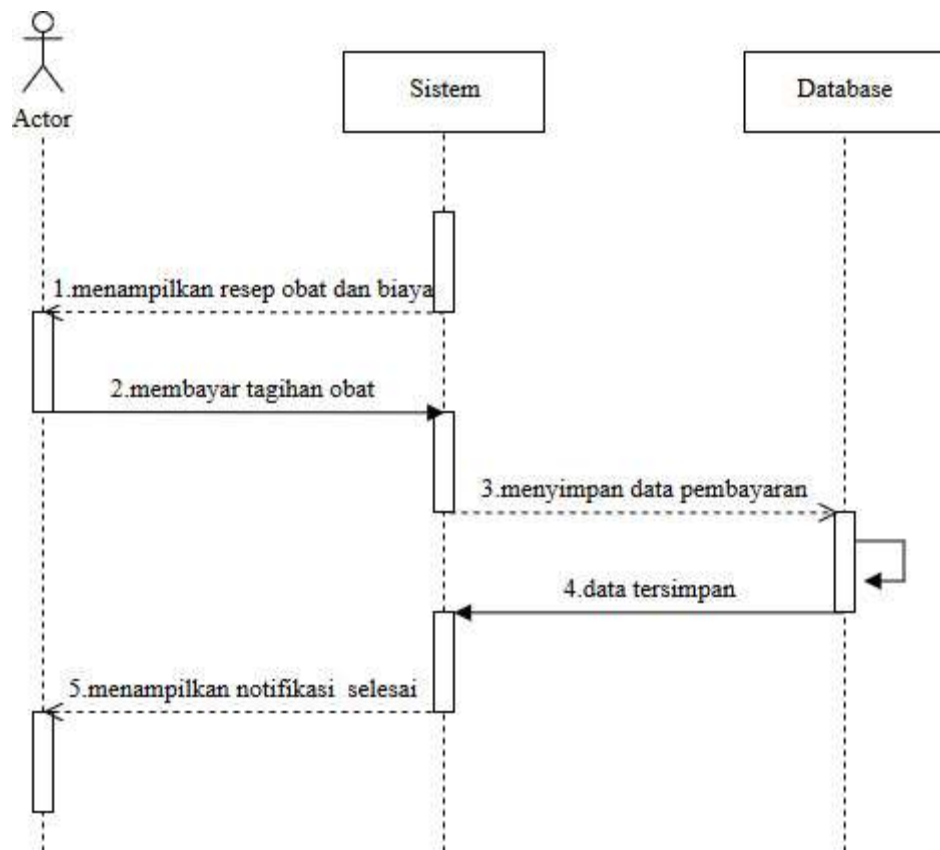 Actor
Sistem
Database
1.menampilkan resep obat dan biaya
2.membayar tagihan obat
3.menyimpan data pembayaran
4.data tersimpan
5.menampilkan notifikasi selesai